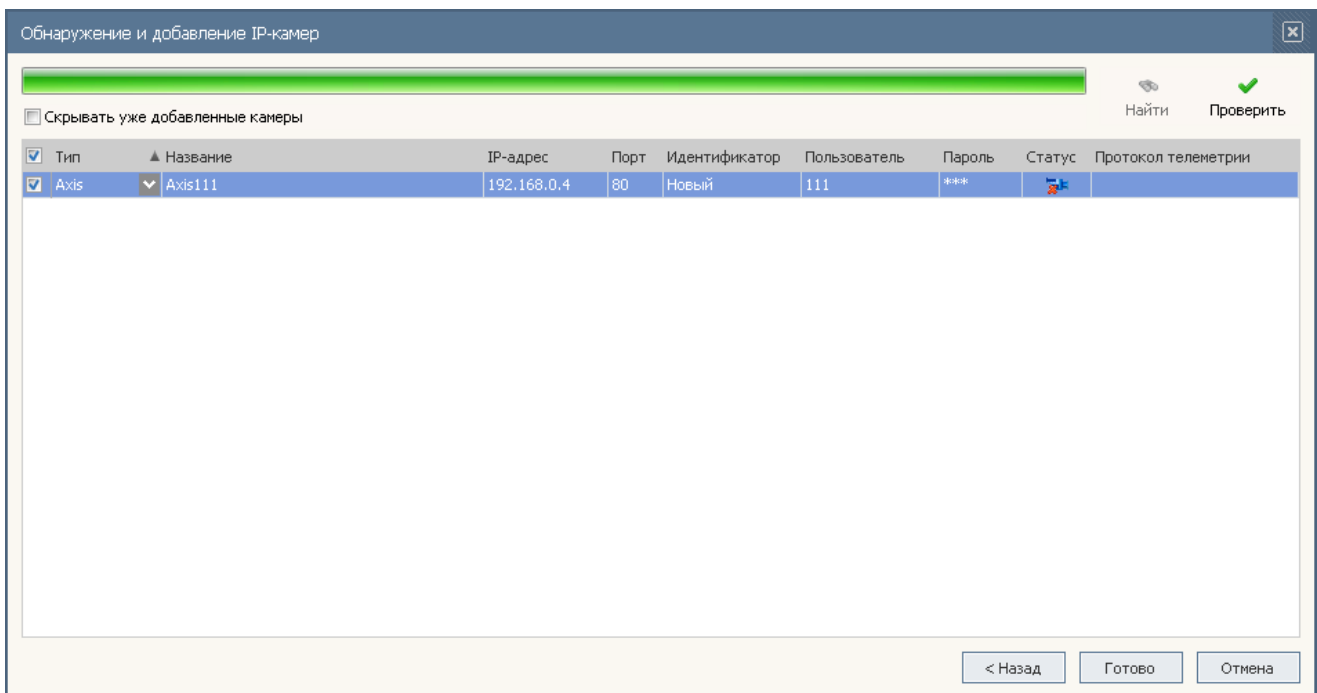 Обнаружение и добавление IP-камер
Найти Проверить
Скрывать уже добавленные камеры
Тип Название IP-адрес Порт Идентификатор Пользователь Пароль Статус Протокол телеметрии
Axis Axis111 192.168.0.4 80 Новый 111 ***
< Назад Готово Отмена